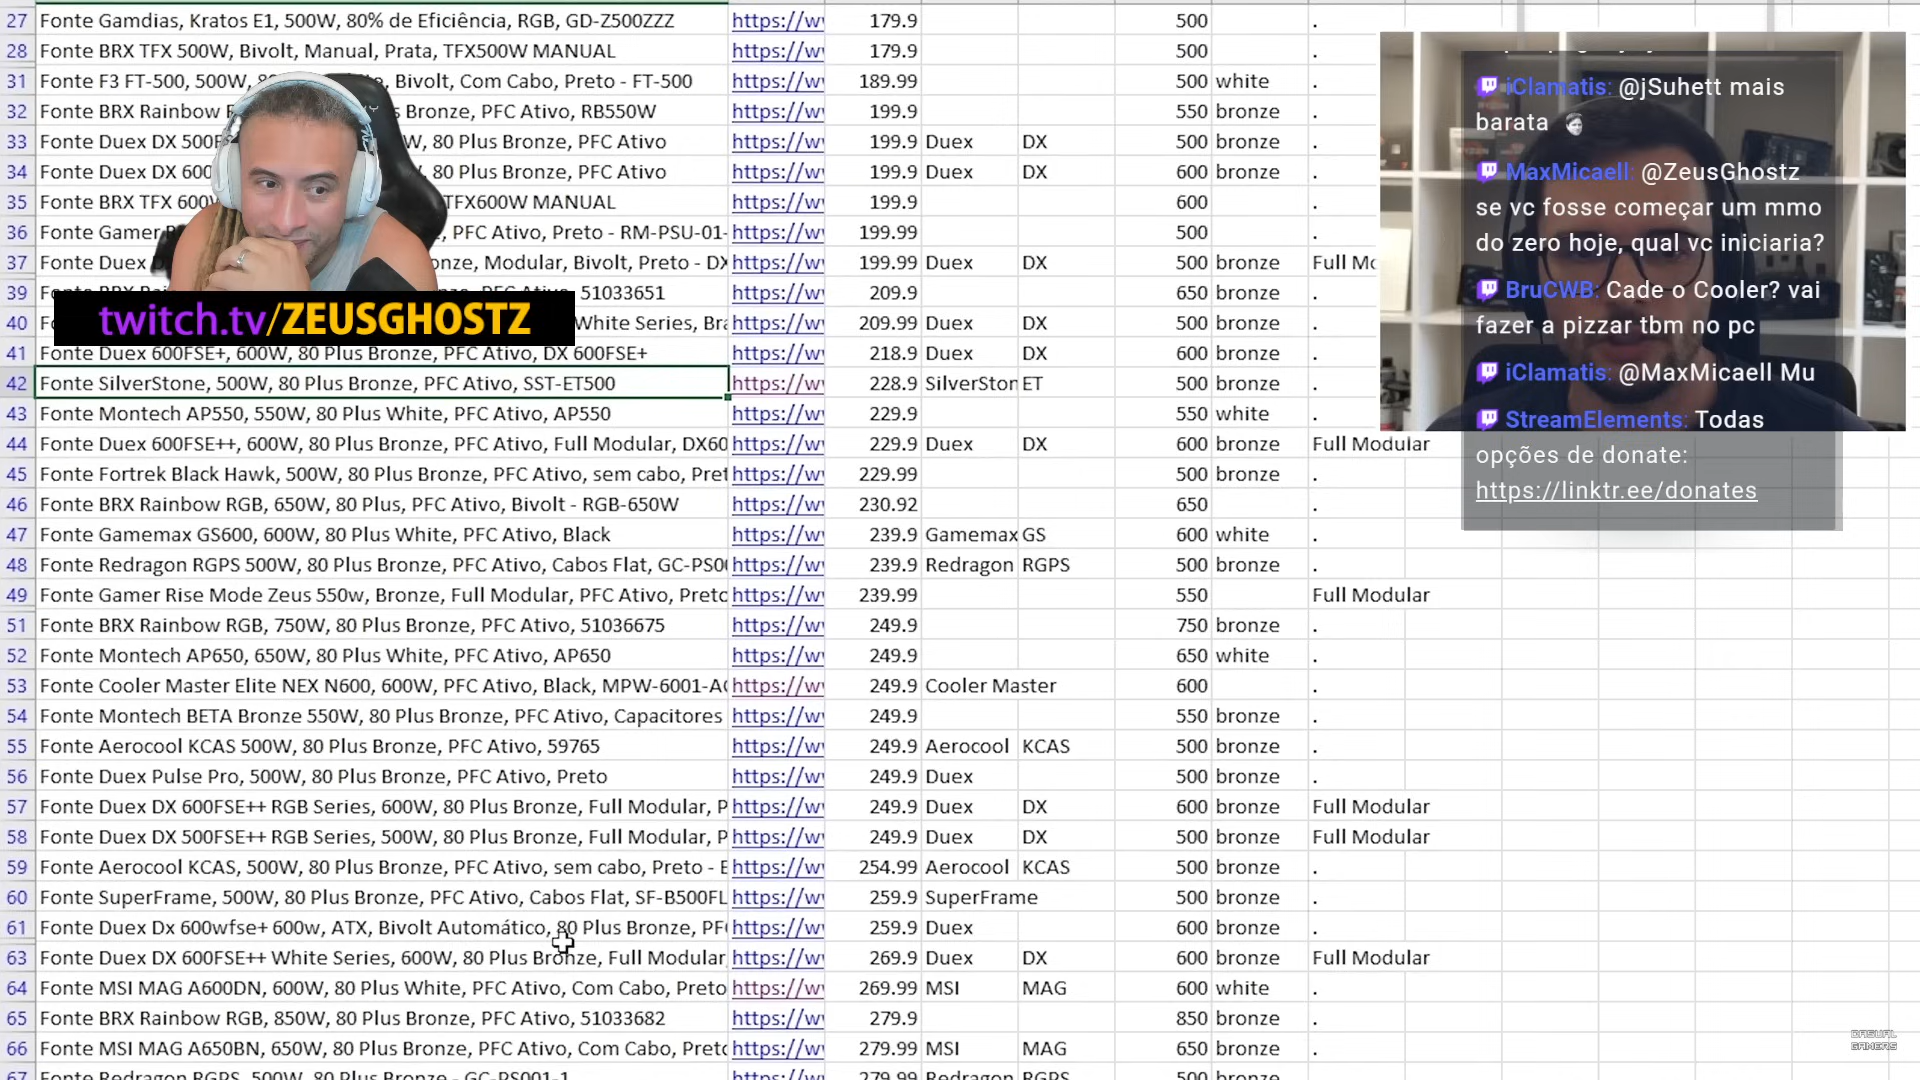 27 Fonte Gamdias, Kratos E1, 500W, 80% de Eficiência, RGB, GD-Z500ZZZ https://w 179.9 500 .
28 Fonte BRX TFX 500W, Bivolt, Manual, Prata, TFX500W MANUAL https://w 179.9 500 .
31 Fonte F3 FT-500, 500W, Bivolt, Com Cabo, Preto - FT-500 https://w 189.99 500 white .
32 Fonte BRX Rainbow s Bronze, PFC Ativo, RB550W https://w 199.9 550 bronze .
33 Fonte Duex DX 500F W, 80 Plus Bronze, PFC Ativo https://w 199.9 Duex DX 500 bronze .
34 Fonte Duex DX 600 80 Plus Bronze, PFC Ativo https://w 199.9 Duex DX 600 bronze .
35 Fonte BRX TFX 600W TFX600W MANUAL https://w 199.9 600 .
36 Fonte Gamer , PFC Ativo, Preto - RM-PSU-01- https://w 199.99 500 .
37 Fonte Duex onze, Modular, Bivolt, Preto - DX https://w 199.99 Duex DX 500 bronze Full Mo
39 Fonte BRX 51033651 https://w 209.9 650 bronze .
40 White Series, Bra https://w 209.99 Duex DX 500 bronze .
41 Fonte Duex 600FSE+, 600W, 80 Plus Bronze, PFC Ativo, DX 600FSE+ https://w 218.9 Duex DX 600 bronze .
42 Fonte SilverStone, 500W, 80 Plus Bronze, PFC Ativo, SST-ET500 https://w 228.9 SilverSton ET 500 bronze .
43 Fonte Montech AP550, 550W, 80 Plus White, PFC Ativo, AP550 https://w 229.9 550 white .
44 Fonte Duex 600FSE++, 600W, 80 Plus Bronze, PFC Ativo, Full Modular, DX60 https://w 229.9 Duex DX 600 bronze Full Modular
45 Fonte Fortrek Black Hawk, 500W, 80 Plus Bronze, PFC Ativo, sem cabo, Pret https://w 229.99 500 bronze .
46 Fonte BRX Rainbow RGB, 650W, 80 Plus, PFC Ativo, Bivolt - RGB-650W https://w 230.92 650 .
47 Fonte Gamemax GS600, 600W, 80 Plus White, PFC Ativo, Black https://w 239.9 Gamemax GS 600 white .
48 Fonte Redragon RGPS 500W, 80 Plus Bronze, PFC Ativo, Cabos Flat, GC-PS00 https://w 239.9 Redragon RGPS 500 bronze .
49 Fonte Gamer Rise Mode Zeus 550w, Bronze, Full Modular, PFC Ativo, Preto https://w 239.99 550 Full Modular
51 Fonte BRX Rainbow RGB, 750W, 80 Plus Bronze, PFC Ativo, 51036675 https://w 249.9 750 bronze .
52 Fonte Montech AP650, 650W, 80 Plus White, PFC Ativo, AP650 https://w 249.9 650 white .
53 Fonte Cooler Master Elite NEX N600, 600W, PFC Ativo, Black, MPW-6001-AC https://w 249.9 Cooler Master 600 .
54 Fonte Montech BETA Bronze 550W, 80 Plus Bronze, PFC Ativo, Capacitores https://w 249.9 550 bronze .
55 Fonte Aerocool KCAS 500W, 80 Plus Bronze, PFC Ativo, 59765 https://w 249.9 Aerocool KCAS 500 bronze .
56 Fonte Duex Pulse Pro, 500W, 80 Plus Bronze, PFC Ativo, Preto https://w 249.9 Duex 500 bronze .
57 Fonte Duex DX 600FSE++ RGB Series, 600W, 80 Plus Bronze, Full Modular, P https://w 249.9 Duex DX 600 bronze Full Modular
58 Fonte Duex DX 500FSE++ RGB Series, 500W, 80 Plus Bronze, Full Modular, P https://w 249.9 Duex DX 500 bronze Full Modular
59 Fonte Aerocool KCAS, 500W, 80 Plus Bronze, PFC Ativo, sem cabo, Preto - E https://w 254.99 Aerocool KCAS 500 bronze .
60 Fonte SuperFrame, 500W, 80 Plus Bronze, PFC Ativo, Cabos Flat, SF-B500FL https://w 259.9 SuperFrame 500 bronze .
61 Fonte Duex Dx 600wfse+ 600w, ATX, Bivolt Automático, 80 Plus Bronze, PFC https://w 259.9 Duex 600 bronze .
63 Fonte Duex DX 600FSE++ White Series, 600W, 80 Plus Bronze, Full Modular, https://w 269.9 Duex DX 600 bronze Full Modular
64 Fonte MSI MAG A600DN, 600W, 80 Plus White, PFC Ativo, Com Cabo, Preto https://w 269.99 MSI MAG 600 white .
65 Fonte BRX Rainbow RGB, 850W, 80 Plus Bronze, PFC Ativo, 51033682 https://w 279.9 850 bronze .
66 Fonte MSI MAG A650BN, 650W, 80 Plus Bronze, PFC Ativo, Com Cabo, Preto https://w 279.99 MSI MAG 650 bronze .
67 Fonte Redragon RGPS, 500W, 80 Plus Bronze - GC-PS001-1 https://w 279.99 Redragon RGPS 500 bronze
twitch.tv/ZEUSGHOSTZ
iClamatis: @jSuhett mais
barata
MaxMicaell: @ZeusGhostz
se vc fosse começar um mmo
do zero hoje, qual vc iniciaria?
BruCWB: Cade o Cooler? vai
fazer a pizzar tbm no pc
iClamatis: @MaxMicaell Mu
StreamElements: Todas
opções de donate:
https://linktr.ee/donates
CASUAL
GAMERS